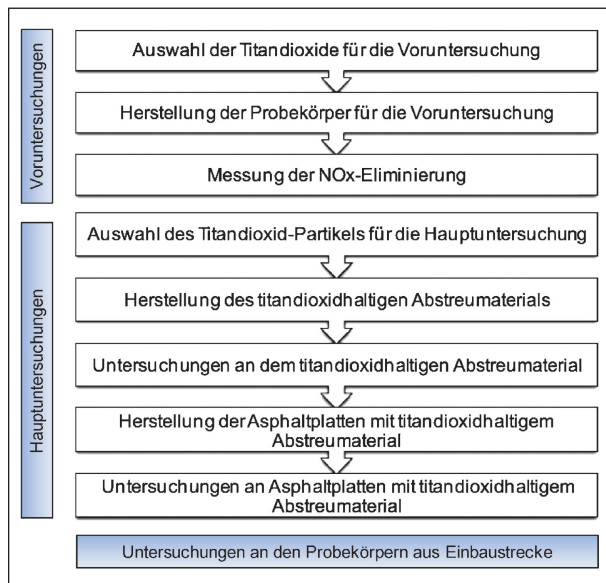 Voruntersuchungen
Auswahl der Titandioxide für die Voruntersuchung
Herstellung der Probekörper für die Voruntersuchung
Messung der NOx-Eliminierung
Hauptuntersuchungen
Auswahl des Titandioxid-Partikels für die Hauptuntersuchung
Herstellung des titandioxidhaltigen Abstreumaterials
Untersuchungen an dem titandioxidhaltigen Abstreumaterial
Herstellung der Asphaltplatten mit titandioxidhaltigem
Abstreumaterial
Untersuchungen an Asphaltplatten mit titandioxidhaltigem
Abstreumaterial
Untersuchungen an den Probekörpern aus Einbaustrecke